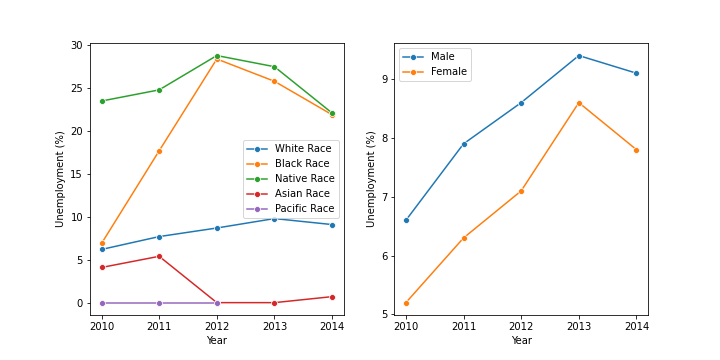 30
25
20
15
10
5
0
Unemployment (%)
White Race
Black Race
Native Race
Asian Race
Pacific Race
2010 2011 2012 2013 2014
Year
9
8
7
6
5
Unemployment (%)
Male
Female
2010 2011 2012 2013 2014
Year